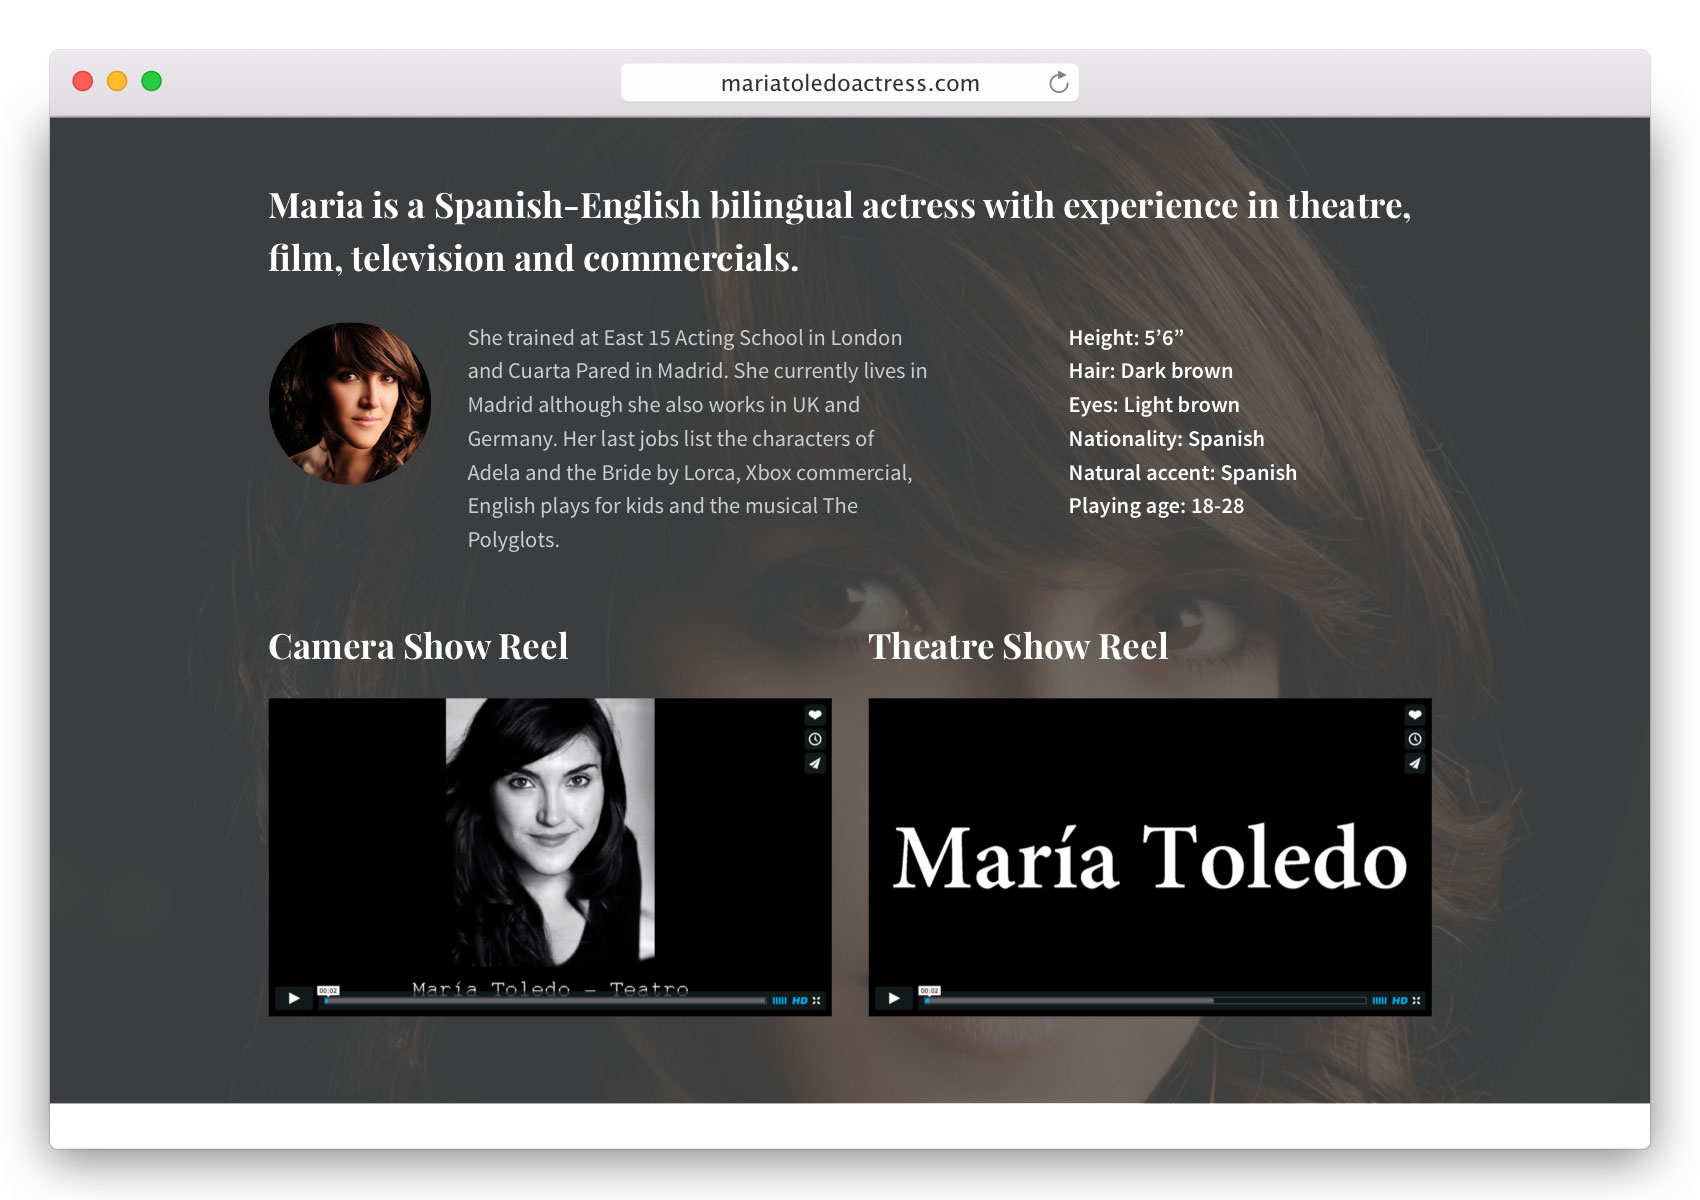 mariatoledoactress.com
Maria is a Spanish-English bilingual actress with experience in theatre,
film, television and commercials.
She trained at East 15 Acting School in London
and Cuarta Pared in Madrid. She currently lives in
Madrid although she also works in UK and
Germany. Her last jobs list the characters of
Adela and the Bride by Lorca, Xbox commercial,
English plays for kids and the musical The
Polyglots.
Height: 5’6”
Hair: Dark brown
Eyes: Light brown
Nationality: Spanish
Natural accent: Spanish
Playing age: 18-28
Camera Show Reel
María Toledo – Teatro
00:02
HD
Theatre Show Reel
María Toledo
00:02
HD